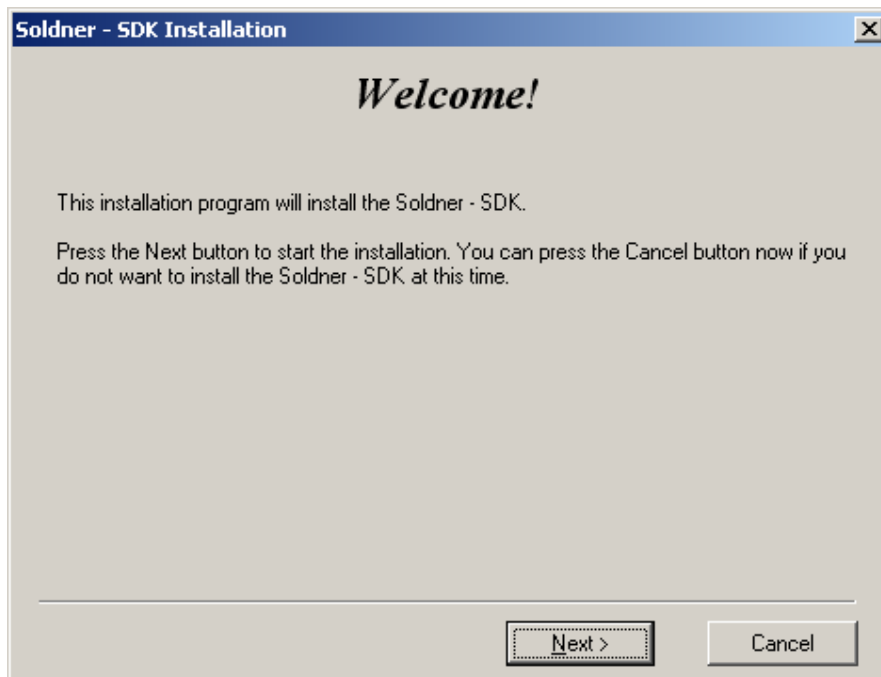 Soldner - SDK Installation
Welcome!
This installation program will install the Soldner - SDK.
Press the Next button to start the installation. You can press the Cancel button now if you
do not want to install the Soldner - SDK at this time.
Next >
Cancel